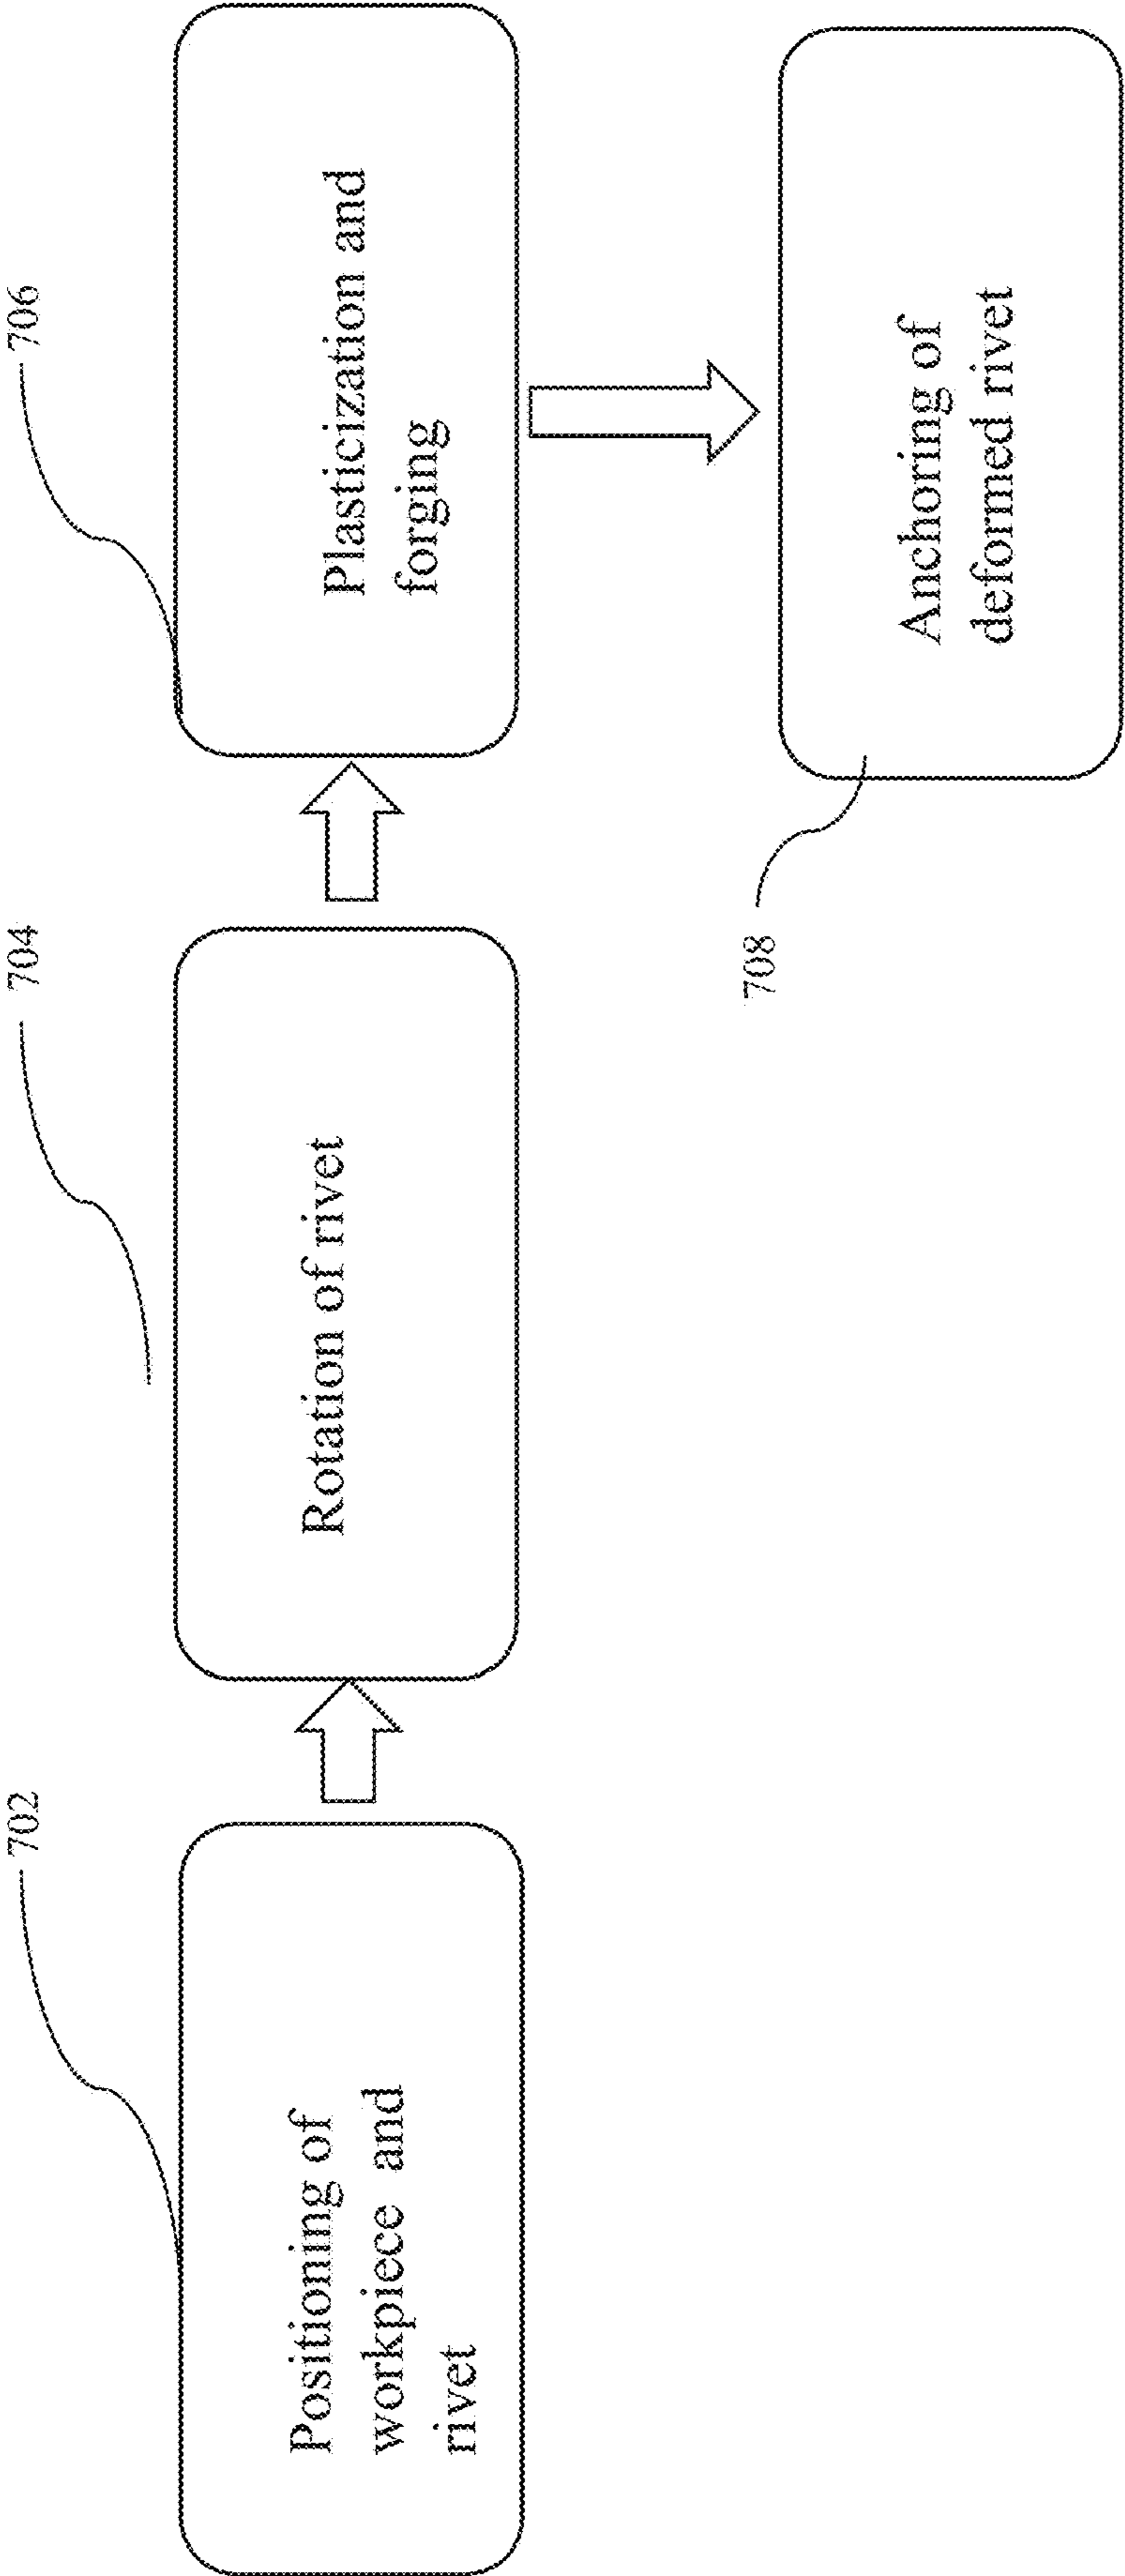 702
704
706
Positioning of
workpiece and
rivet
Rotation of rivet
Plasticization and
forging
708
Anchoring of
deformed rivet